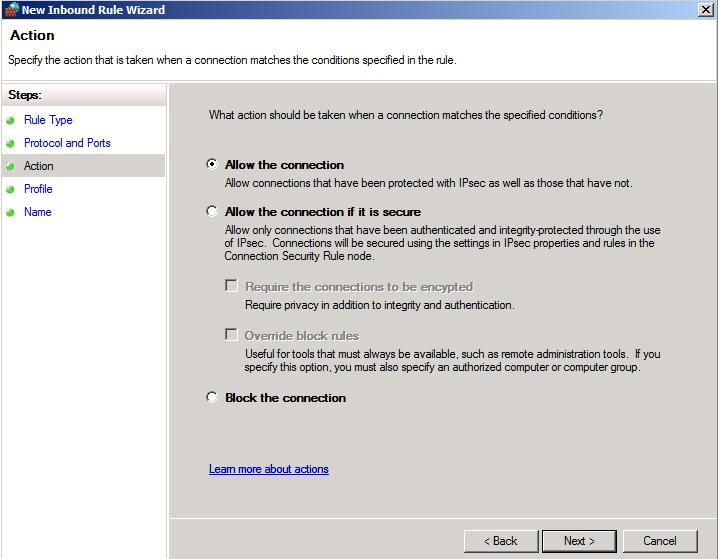 New Inbound Rule Wizard
Action
Specify the action that is taken when a connection matches the conditions specified in the rule.
Steps:
Rule Type
Protocol and Ports
Action
Profile
Name
What action should be taken when a connection matches the specified conditions?
Allow the connection
Allow connections that have been protected with IPsec as well as those that have not.
Allow the connection if it is secure
Allow only connections that have been authenticated and integrity-protected through the use
of IPsec. Connections will be secured using the settings in IPsec properties and rules in the
Connection Security Rule node.
Require the connections to be encypted
Require privacy in addition to integrity and authentication.
Override block rules
Useful for tools that must always be available, such as remote administration tools. If you
specify this option, you must also specify an authorized computer or computer group.
Block the connection
Learn more about actions
< Back
Next >
Cancel